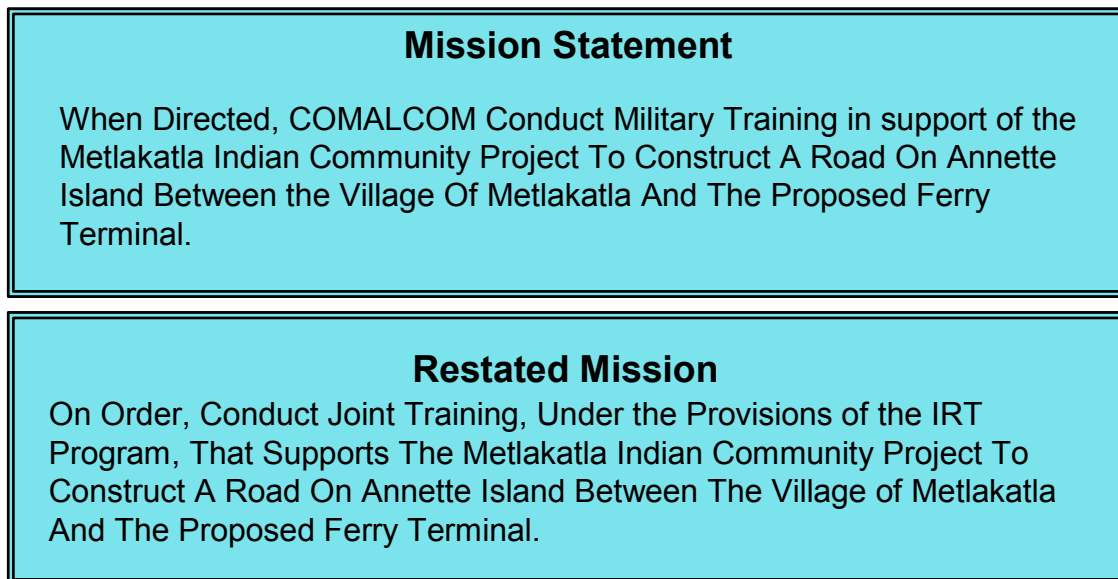 Mission Statement
When Directed, COMALCOM Conduct Military Training in support of the
Metlakatla Indian Community Project To Construct A Road On Annette
Island Between the Village Of Metlakatla And The Proposed Ferry
Terminal.
Restated Mission
On Order, Conduct Joint Training, Under the Provisions of the IRT
Program, That Supports The Metlakatla Indian Community Project To
Construct A Road On Annette Island Between The Village of Metlakatla
And The Proposed Ferry Terminal.